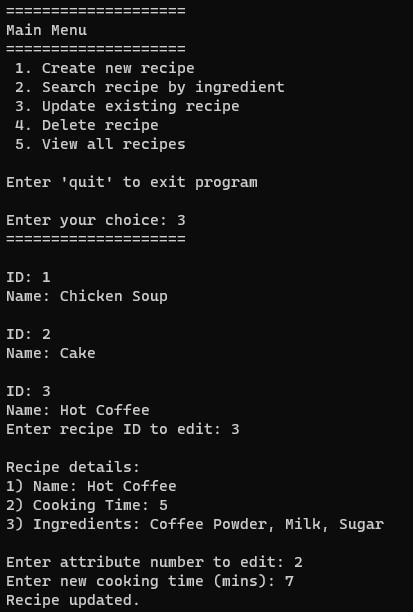 ====================
Main Menu
====================
 1. Create new recipe
 2. Search recipe by ingredient
 3. Update existing recipe
 4. Delete recipe
 5. View all recipes

Enter 'quit' to exit program

Enter your choice: 3
====================

ID: 1
Name: Chicken Soup

ID: 2
Name: Cake

ID: 3
Name: Hot Coffee
Enter recipe ID to edit: 3

Recipe details:
1) Name: Hot Coffee
2) Cooking Time: 5
3) Ingredients: Coffee Powder, Milk, Sugar

Enter attribute number to edit: 2
Enter new cooking time (mins): 7
Recipe updated.